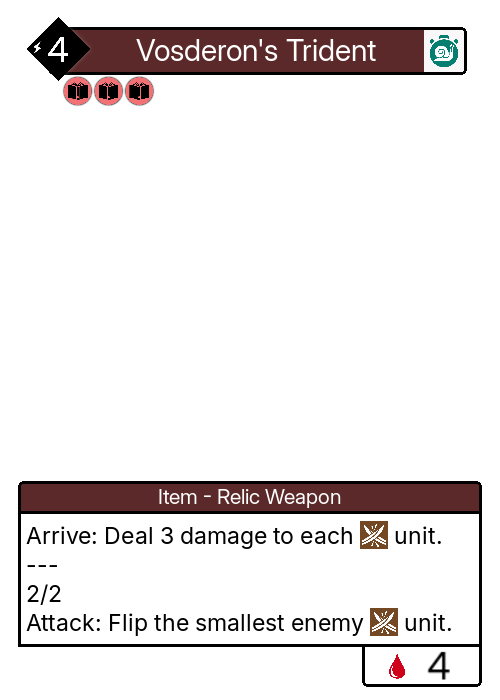 4 Vosderon's Trident
Item - Relic Weapon
Arrive: Deal 3 damage to each unit.
---
2/2
Attack: Flip the smallest enemy unit.
4